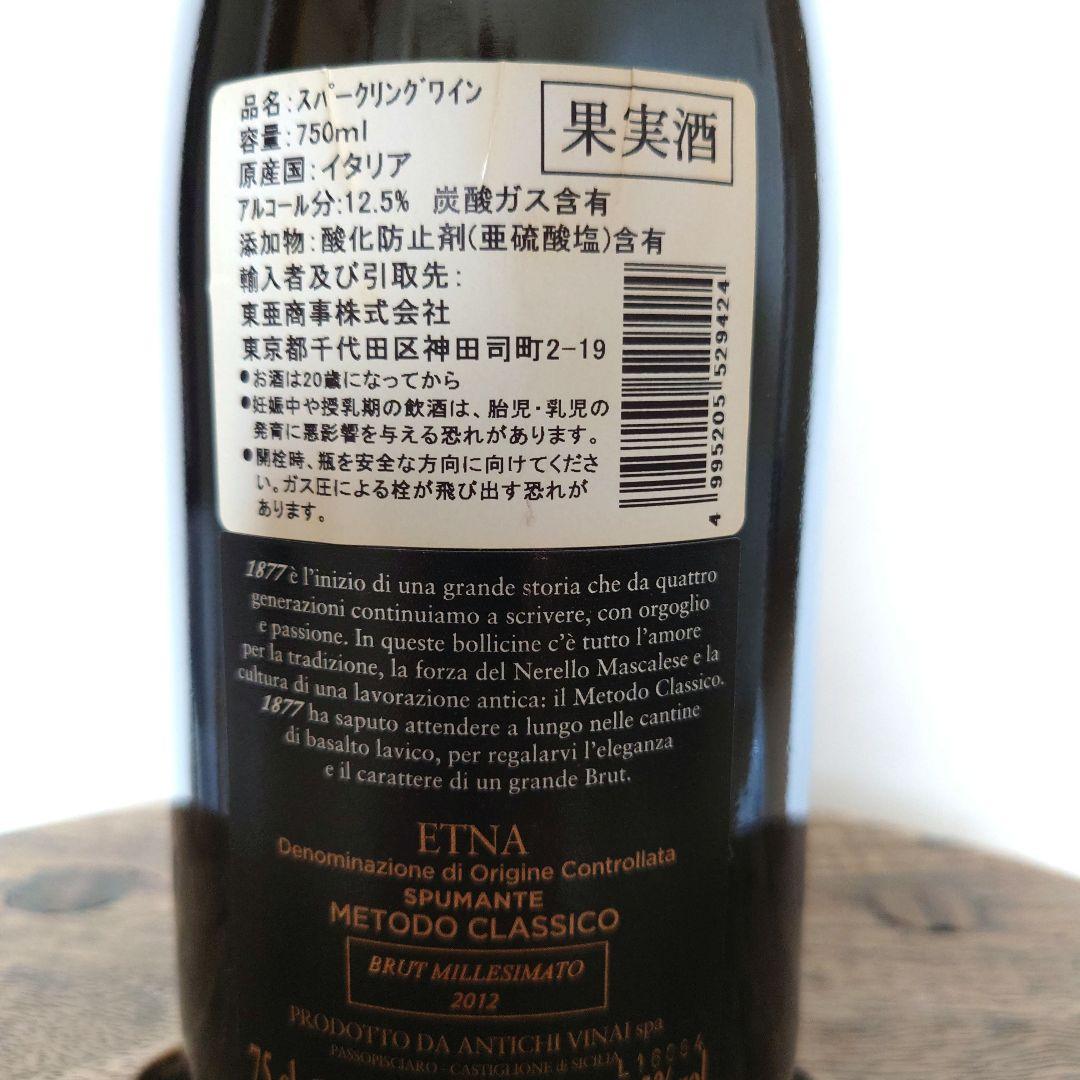 品名:スパークリングワイン
果実酒
容量:750ml
原産国:イタリア
アルコール分:12.5% 炭酸ガス含有
添加物:酸化防止剤(亜硫酸塩)含有
輸入者及び引取先:
東亜商事株式会社
東京都千代田区神田司町2-19
●お酒は20歳になってから
●妊娠中や授乳期の飲酒は、胎児・乳児の
発育に悪影響を与える恐れがあります。
●開栓時、瓶を安全な方向に向けてくださ
い。ガス圧による栓が飛び出す恐れが
あります。
4 995205 529424
1877 è l'inizio di una grande storia che da quattro
generazioni continuiamo a scrivere, con orgoglio
e passione. In queste bollicine c'è tutto l'amore
per la tradizione, la forza del Nerello Mascalese e la
cultura di una lavorazione antica: il Metodo Classico.
1877 ha saputo attendere a lungo nelle cantine
di basalto lavico, per regalarvi l'eleganza
e il carattere di un grande Brut.
ETNA
Denominazione di Origine Controllata
SPUMANTE
METODO CLASSICO
BRUT MILLESIMATO
2012
PRODOTTO DA ANTICHI VINAI spa
PASSOPISCIARO - CASTIGLIONE di SICILIA
75 cl